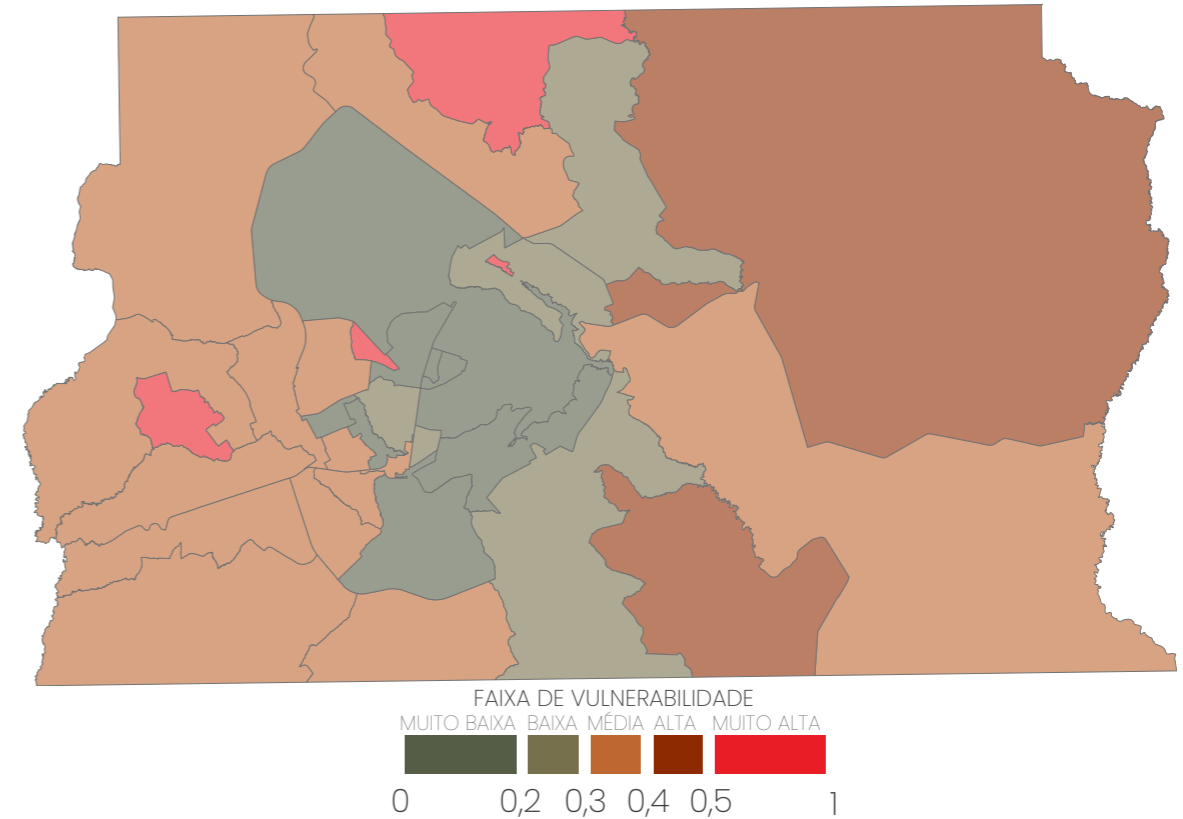 FAIXA DE VULNERABILIDADE
MUITO BAIXA BAIXA MÉDIA ALTA MUITO ALTA
0 0,2 0,3 0,4 0,5 1